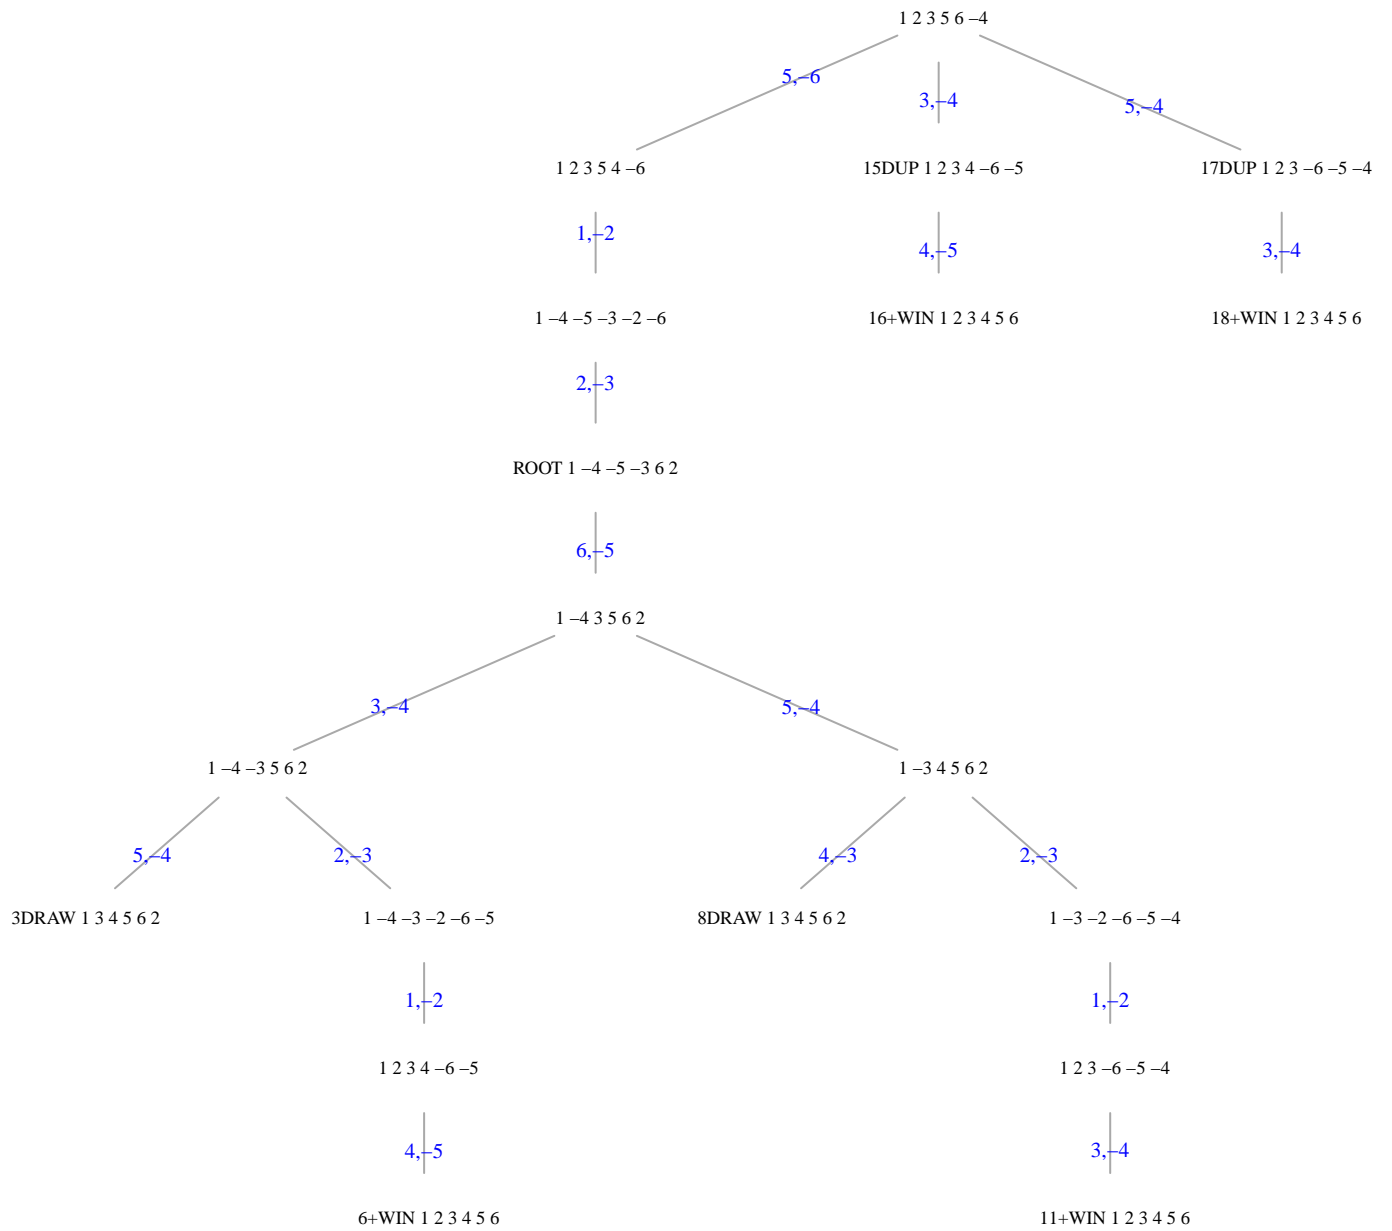 1 2 3 5 6 –4
5,–6
3,–4
5,–4
1 2 3 5 4 –6
15DUP 1 2 3 4 –6 –5
17DUP 1 2 3 –6 –5 –4
1,–2
4,–5
3,–4
1 –4 –5 –3 –2 –6
16+WIN 1 2 3 4 5 6
18+WIN 1 2 3 4 5 6
2,–3
ROOT 1 –4 –5 –3 6 2
6,–5
1 –4 3 5 6 2
3,–4
5,–4
1 –4 –3 5 6 2
1 –3 4 5 6 2
5,–4
2,–3
4,–3
2,–3
3DRAW 1 3 4 5 6 2
1 –4 –3 –2 –6 –5
8DRAW 1 3 4 5 6 2
1 –3 –2 –6 –5 –4
1,–2
1,–2
1 2 3 4 –6 –5
1 2 3 –6 –5 –4
4,–5
3,–4
6+WIN 1 2 3 4 5 6
11+WIN 1 2 3 4 5 6